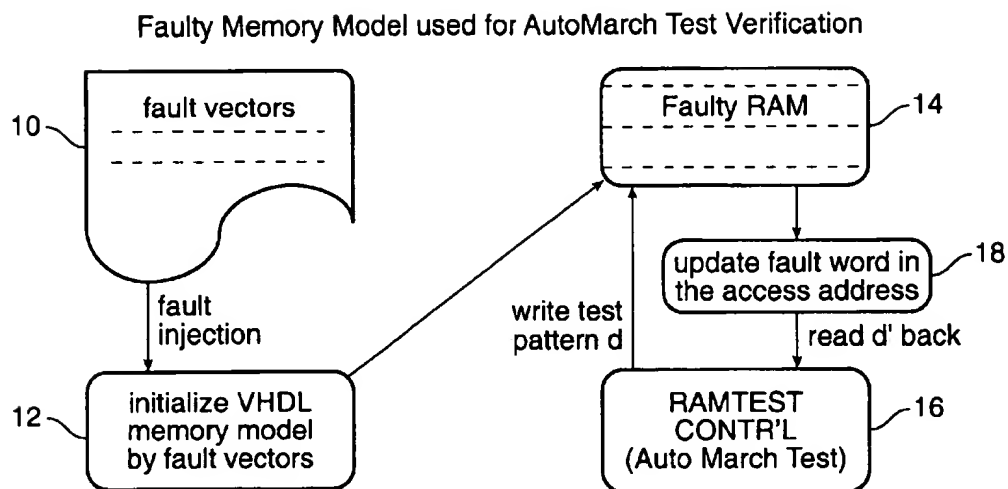 Faulty Memory Model used for AutoMarch Test Verification
10
fault vectors
fault
injection
12
initialize VHDL
memory model
by fault vectors
Faulty RAM
14
update fault word in
the access address
18
write test
pattern d
read d' back
RAMTEST
CONTR'L
(Auto March Test)
16